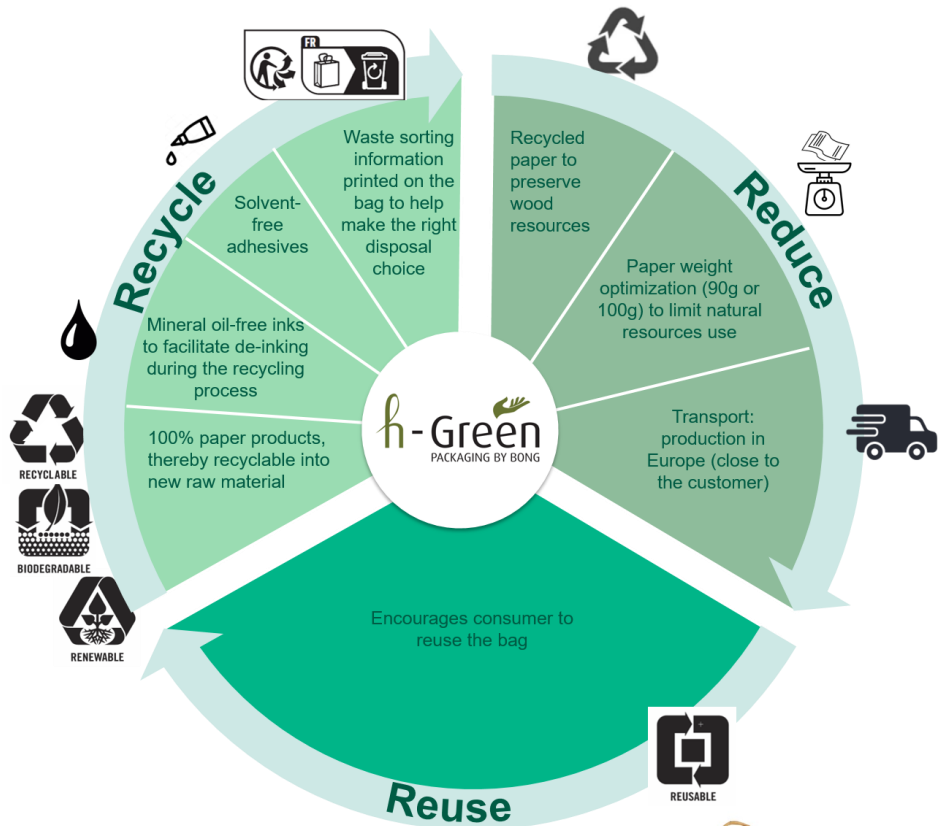 FR
Recycle
Waste sorting
information
printed on the
bag to help
make the right
disposal
choice
Solvent-
free
adhesives
Mineral oil-free inks
to facilitate de-inking
during the recycling
process
100% paper products,
thereby recyclable into
new raw material
RECYCLABLE
BIODEGRADABLE
RENEWABLE
Reduce
Recycled
paper to
preserve
wood
resources
Paper weight
optimization (90g or
100g) to limit natural
resources use
Transport:
production in
Europe (close to
the customer)
h-Green
PACKAGING BY BONG
Encourages consumer to
reuse the bag
Reuse
REUSABLE